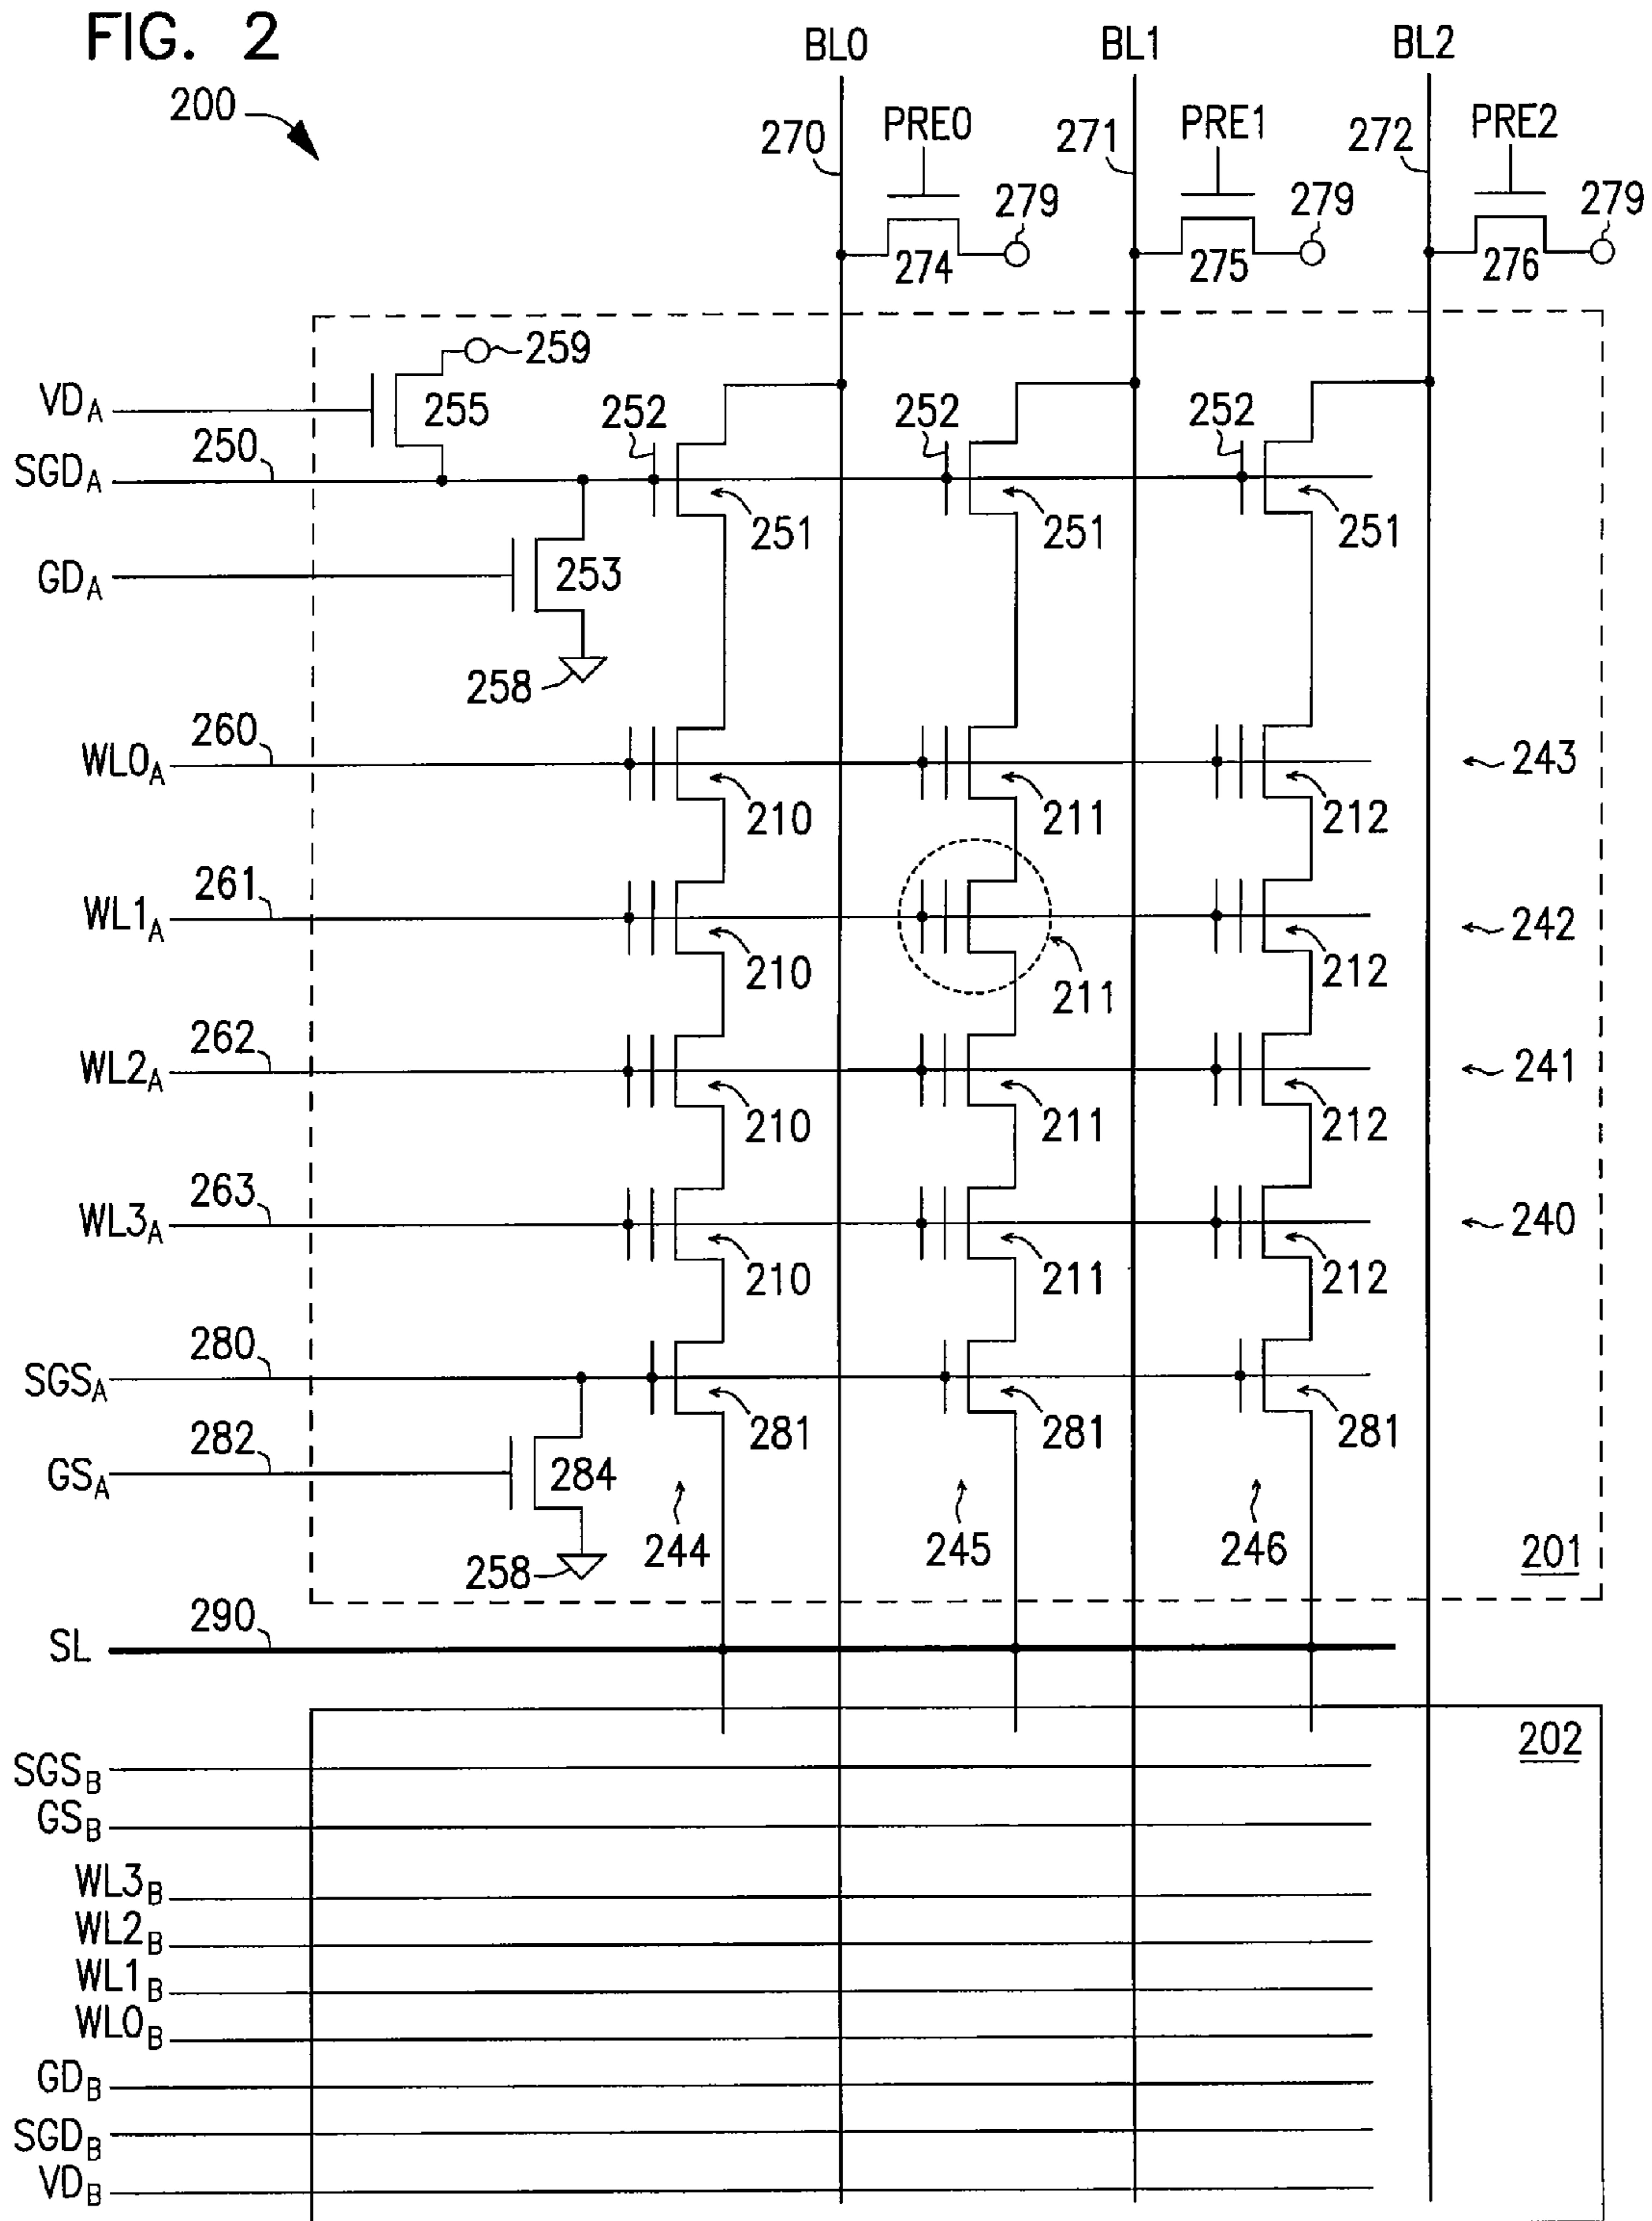 FIG. 2
BL0 BL1 BL2
200
270 PRE0 271 PRE1 272 PRE2
279 279 279
274 275 276
259
VDA 255 252 252 252
SGDA 250
251 251 251
GDA 253
258
WL0A 260 243
210 211 212
WL1A 261 242
210 211 212
WL2A 262 241
210 211 212
WL3A 263 240
210 211 212
SGSA 280
281 281 281
GSA 282 284
258 244 245 246 201
SL 290
202
SGSB
GSB
WL3B
WL2B
WL1B
WL0B
GDB
SGDB
VDB